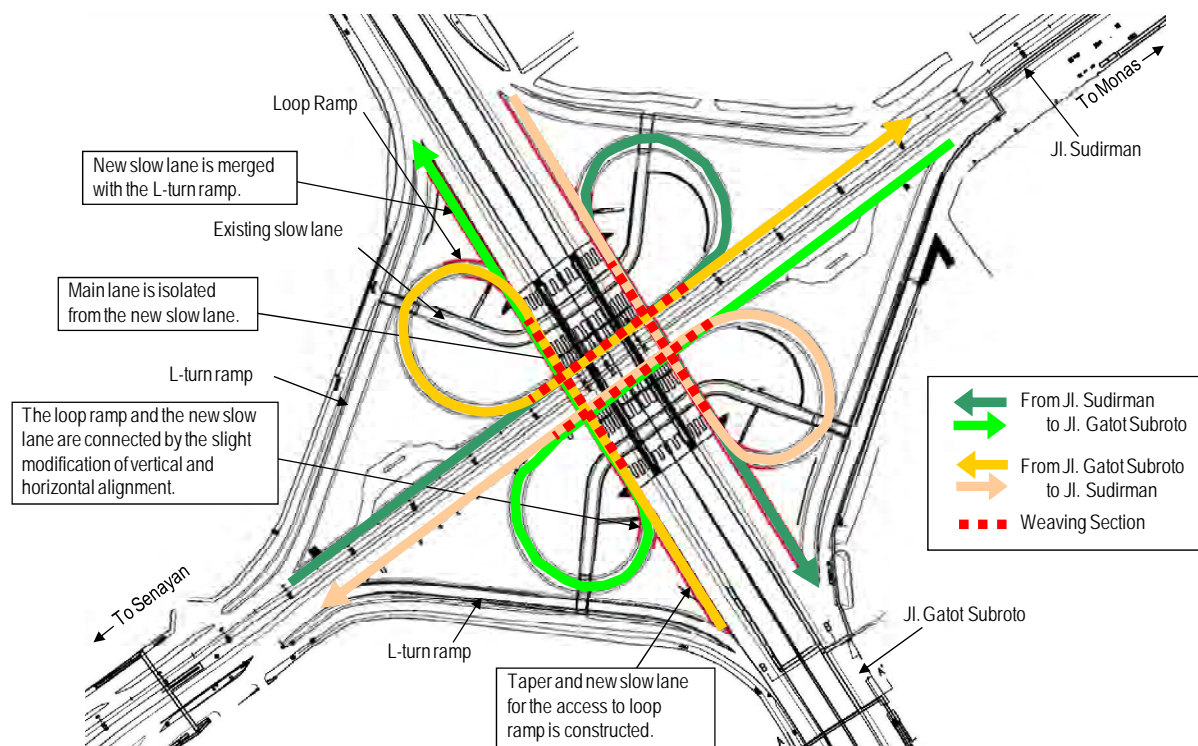 To Monas
Jl. Sudirman
Loop Ramp
New slow lane is merged
with the L-turn ramp.
Existing slow lane
Main lane is isolated
from the new slow lane.
L-turn ramp
The loop ramp and the new slow
lane are connected by the slight
modification of vertical and
horizontal alignment.
From Jl. Sudirman
to Jl. Gatot Subroto
From Jl. Gatot Subroto
to Jl. Sudirman
Weaving Section
To Senayan
L-turn ramp
Jl. Gatot Subroto
Taper and new slow lane
for the access to loop
ramp is constructed.
B
B'
A
A'